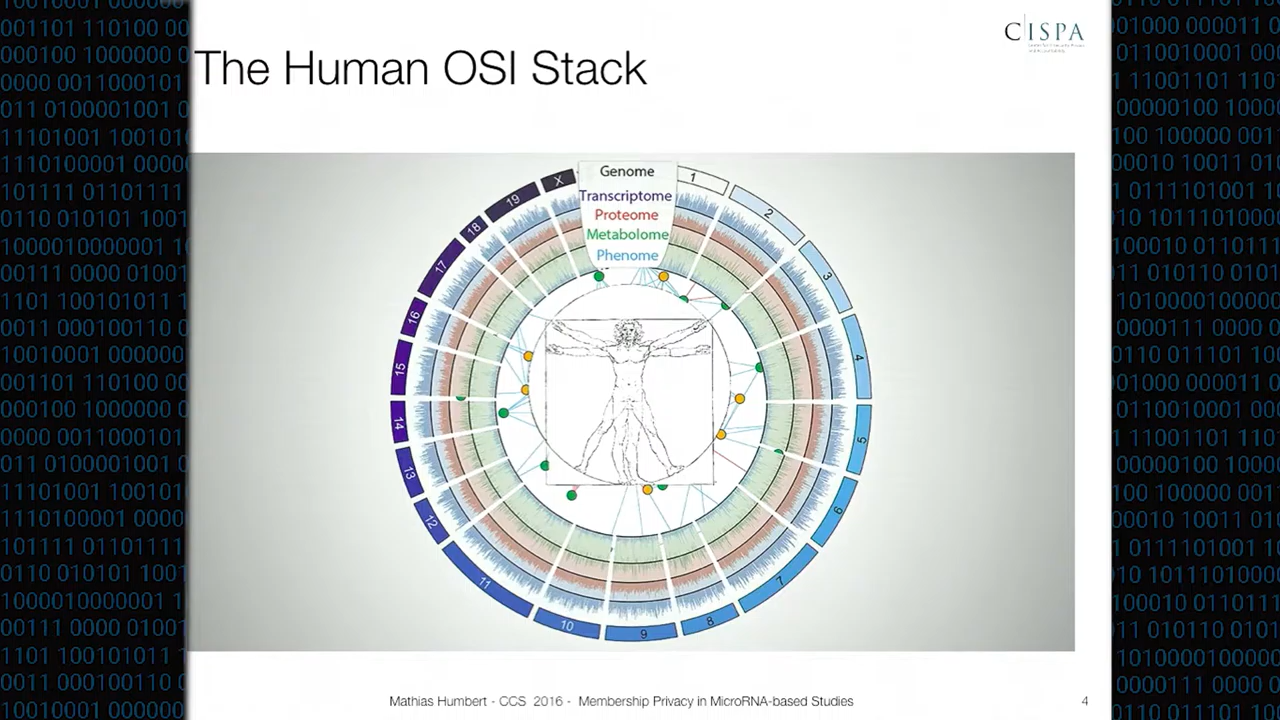 CISPA
The Human OSI Stack
Genome
Transcriptome
Proteome
Metabolome
Phenome
X
1
2
3
4
5
6
7
8
9
10
11
12
13
14
15
16
17
18
19
Mathias Humbert - CCS 2016 - Membership Privacy in MicroRNA-based Studies
4